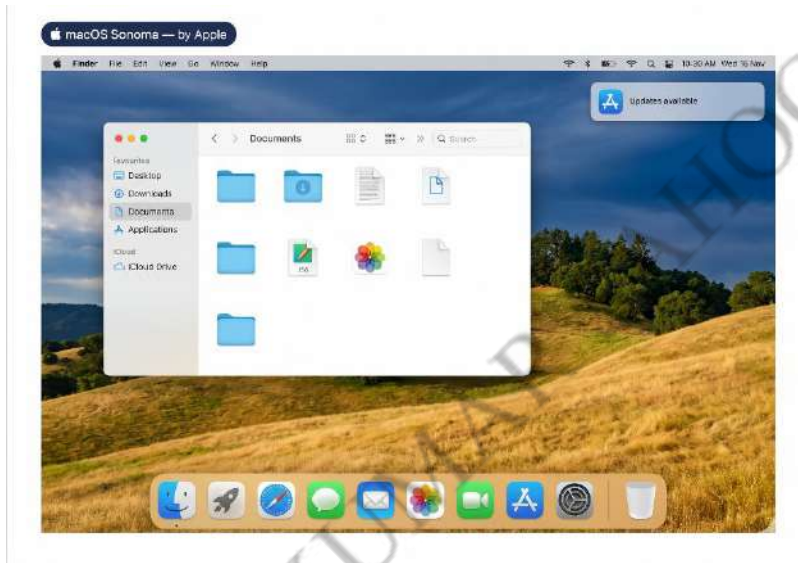 macOS Sonoma — by Apple
Finder File Edit View Go Window Help
10:30 AM Wed 16 Nov
Updates available
Documents
Search
Favourites
Desktop
Downloads
Documents
Applications
iCloud
iCloud Drive